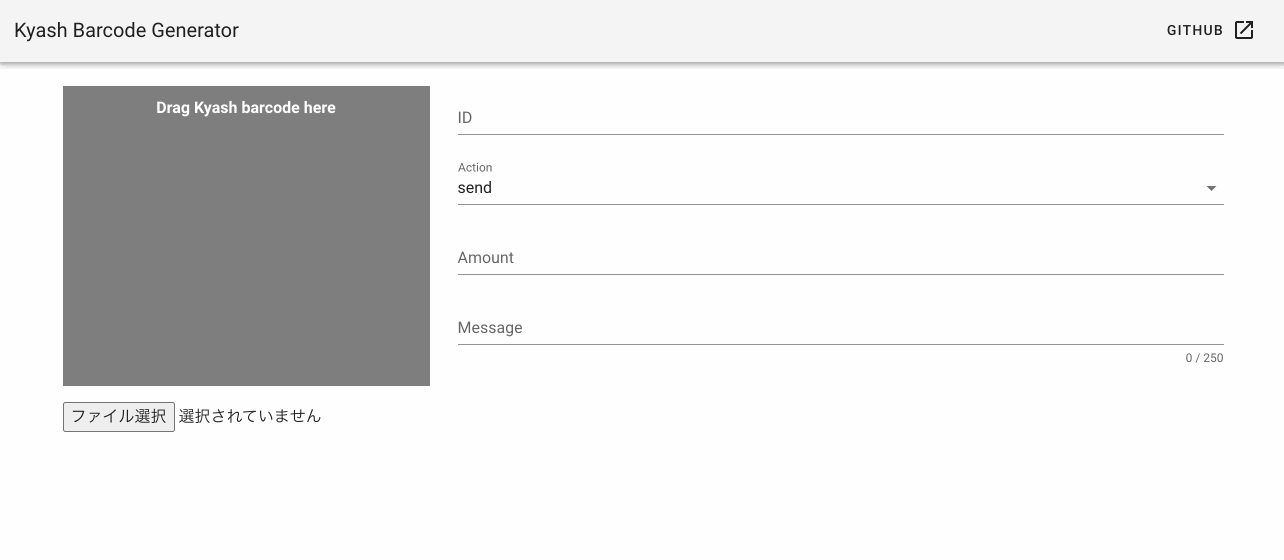 Kyash Barcode Generator
GITHUB
Drag Kyash barcode here
ID
Action
send
Amount
Message
0 / 250
ファイル選択 選択されていません